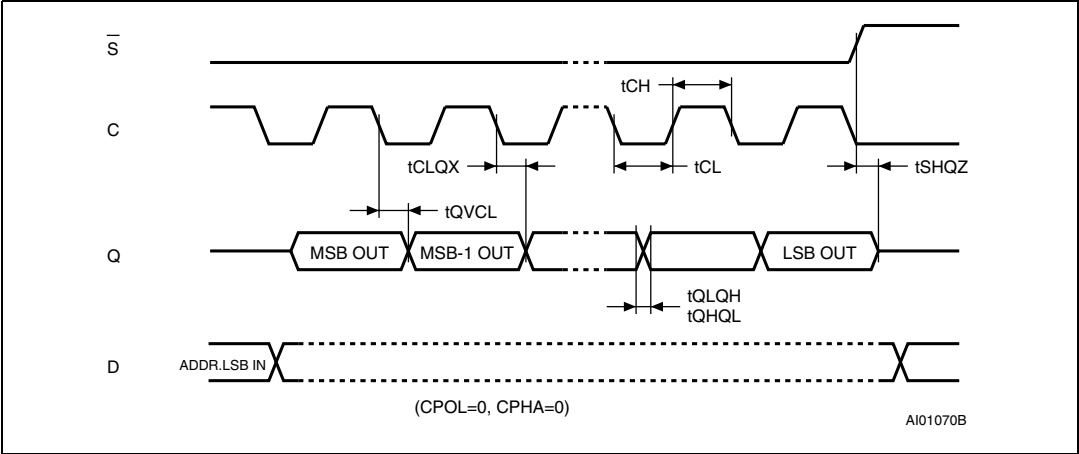 S
tCH
C
tCLQX
tCL
tSHQZ
tQVCL
Q
MSB OUT
MSB-1 OUT
LSB OUT
tQLQH
tQHQL
D
ADDR.LSB IN
(CPOL=0, CPHA=0)
AI01070B